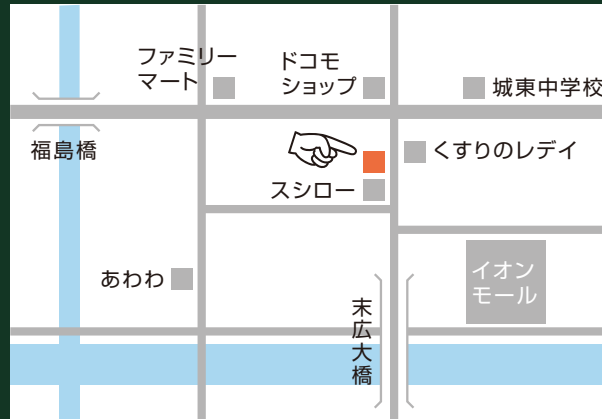 ファミリー
マート
ドコモ
ショップ
城東中学校
福島橋
くすりのレディ
スシロー
あわわ
イオン
モール
末広大橋